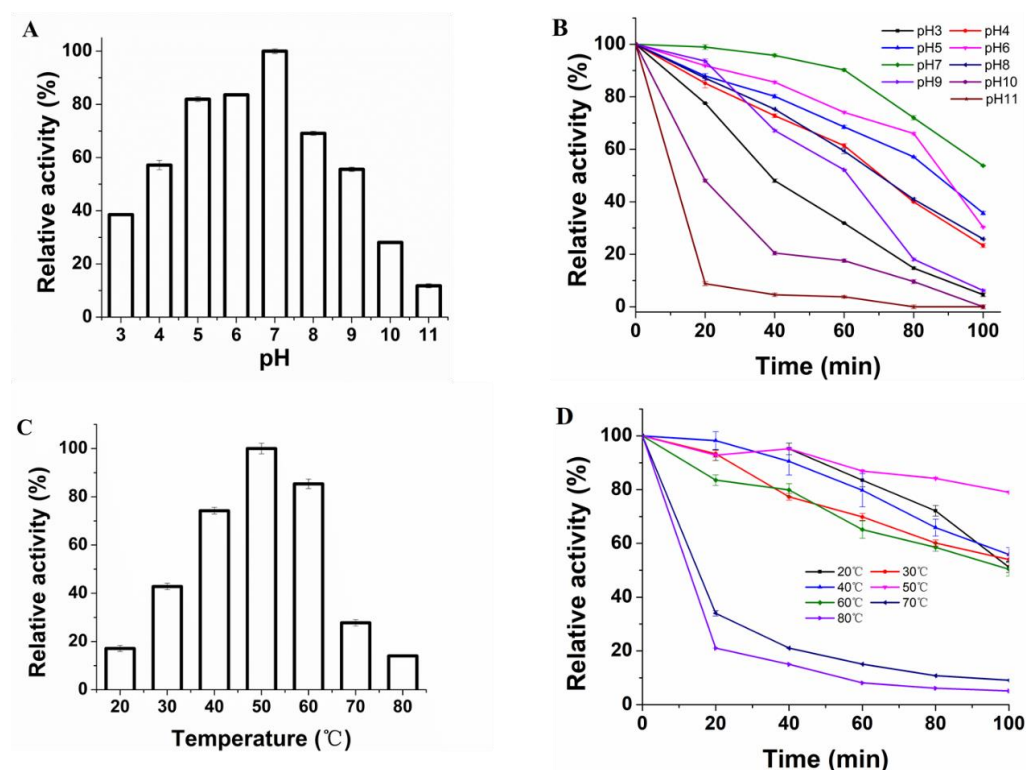 A
Relative activity (%)
100
80
60
40
20
0
3 4 5 6 7 8 9 10 11
pH
B
Relative activity (%)
100
80
60
40
20
0
pH3 pH4
pH5 pH6
pH7 pH8
pH9 pH10
pH11
0 20 40 60 80 100
Time (min)
C
Relative activity (%)
100
80
60
40
20
0
20 30 40 50 60 70 80
Temperature (℃)
D
Relative activity (%)
100
80
60
40
20
0
20℃ 30℃
40℃ 50℃
60℃ 70℃
80℃
0 20 40 60 80 100
Time (min)